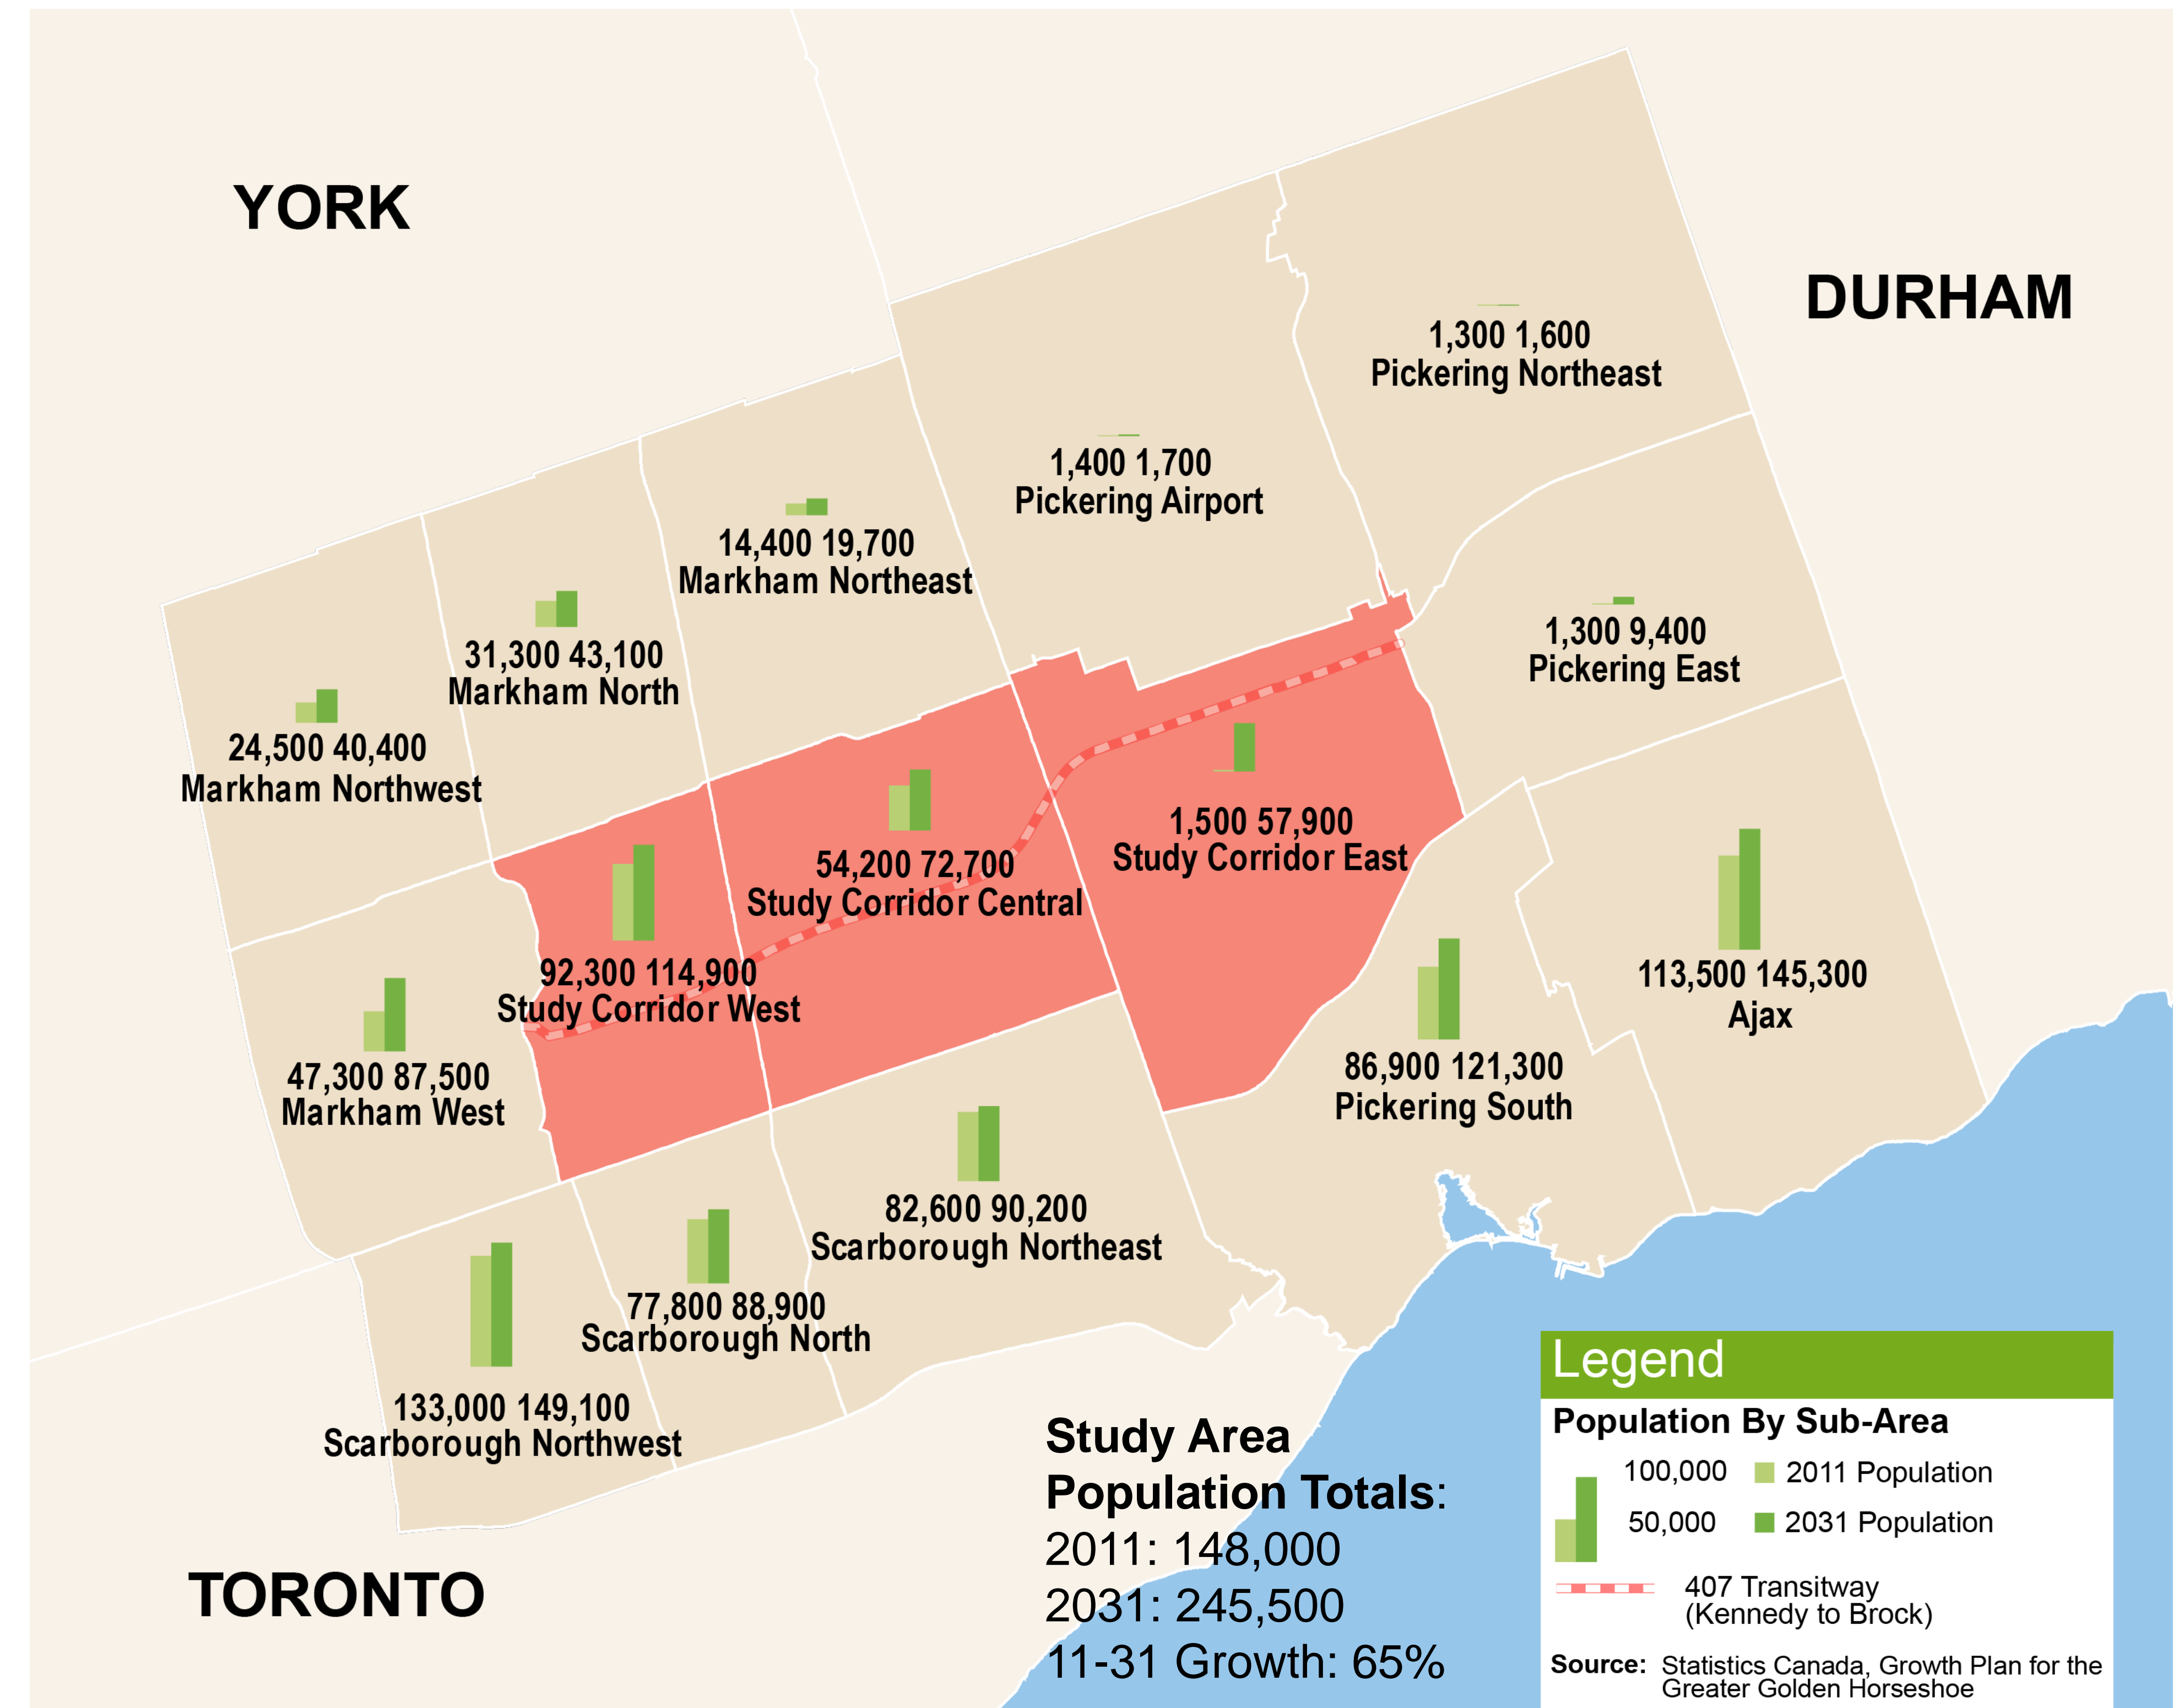 YORK
DURHAM
1,300 1,600
Pickering Northeast
1,400 1,700
Pickering Airport
14,400 19,700
Markham Northeast
1,300 9,400
Pickering East
31,300 43,100
Markham North
24,500 40,400
Markham Northwest
1,500 57,900
Study Corridor East
54,200 72,700
Study Corridor Central
92,300 114,900
Study Corridor West
113,500 145,300
Ajax
47,300 87,500
Markham West
86,900 121,300
Pickering South
82,600 90,200
Scarborough Northeast
77,800 88,900
Scarborough North
133,000 149,100
Scarborough Northwest
TORONTO
Study Area
Population Totals:
2011: 148,000
2031: 245,500
11-31 Growth: 65%
Legend
Population By Sub-Area
100,000 2011 Population
50,000 2031 Population
407 Transitway
(Kennedy to Brock)
Source: Statistics Canada, Growth Plan for the
Greater Golden Horseshoe